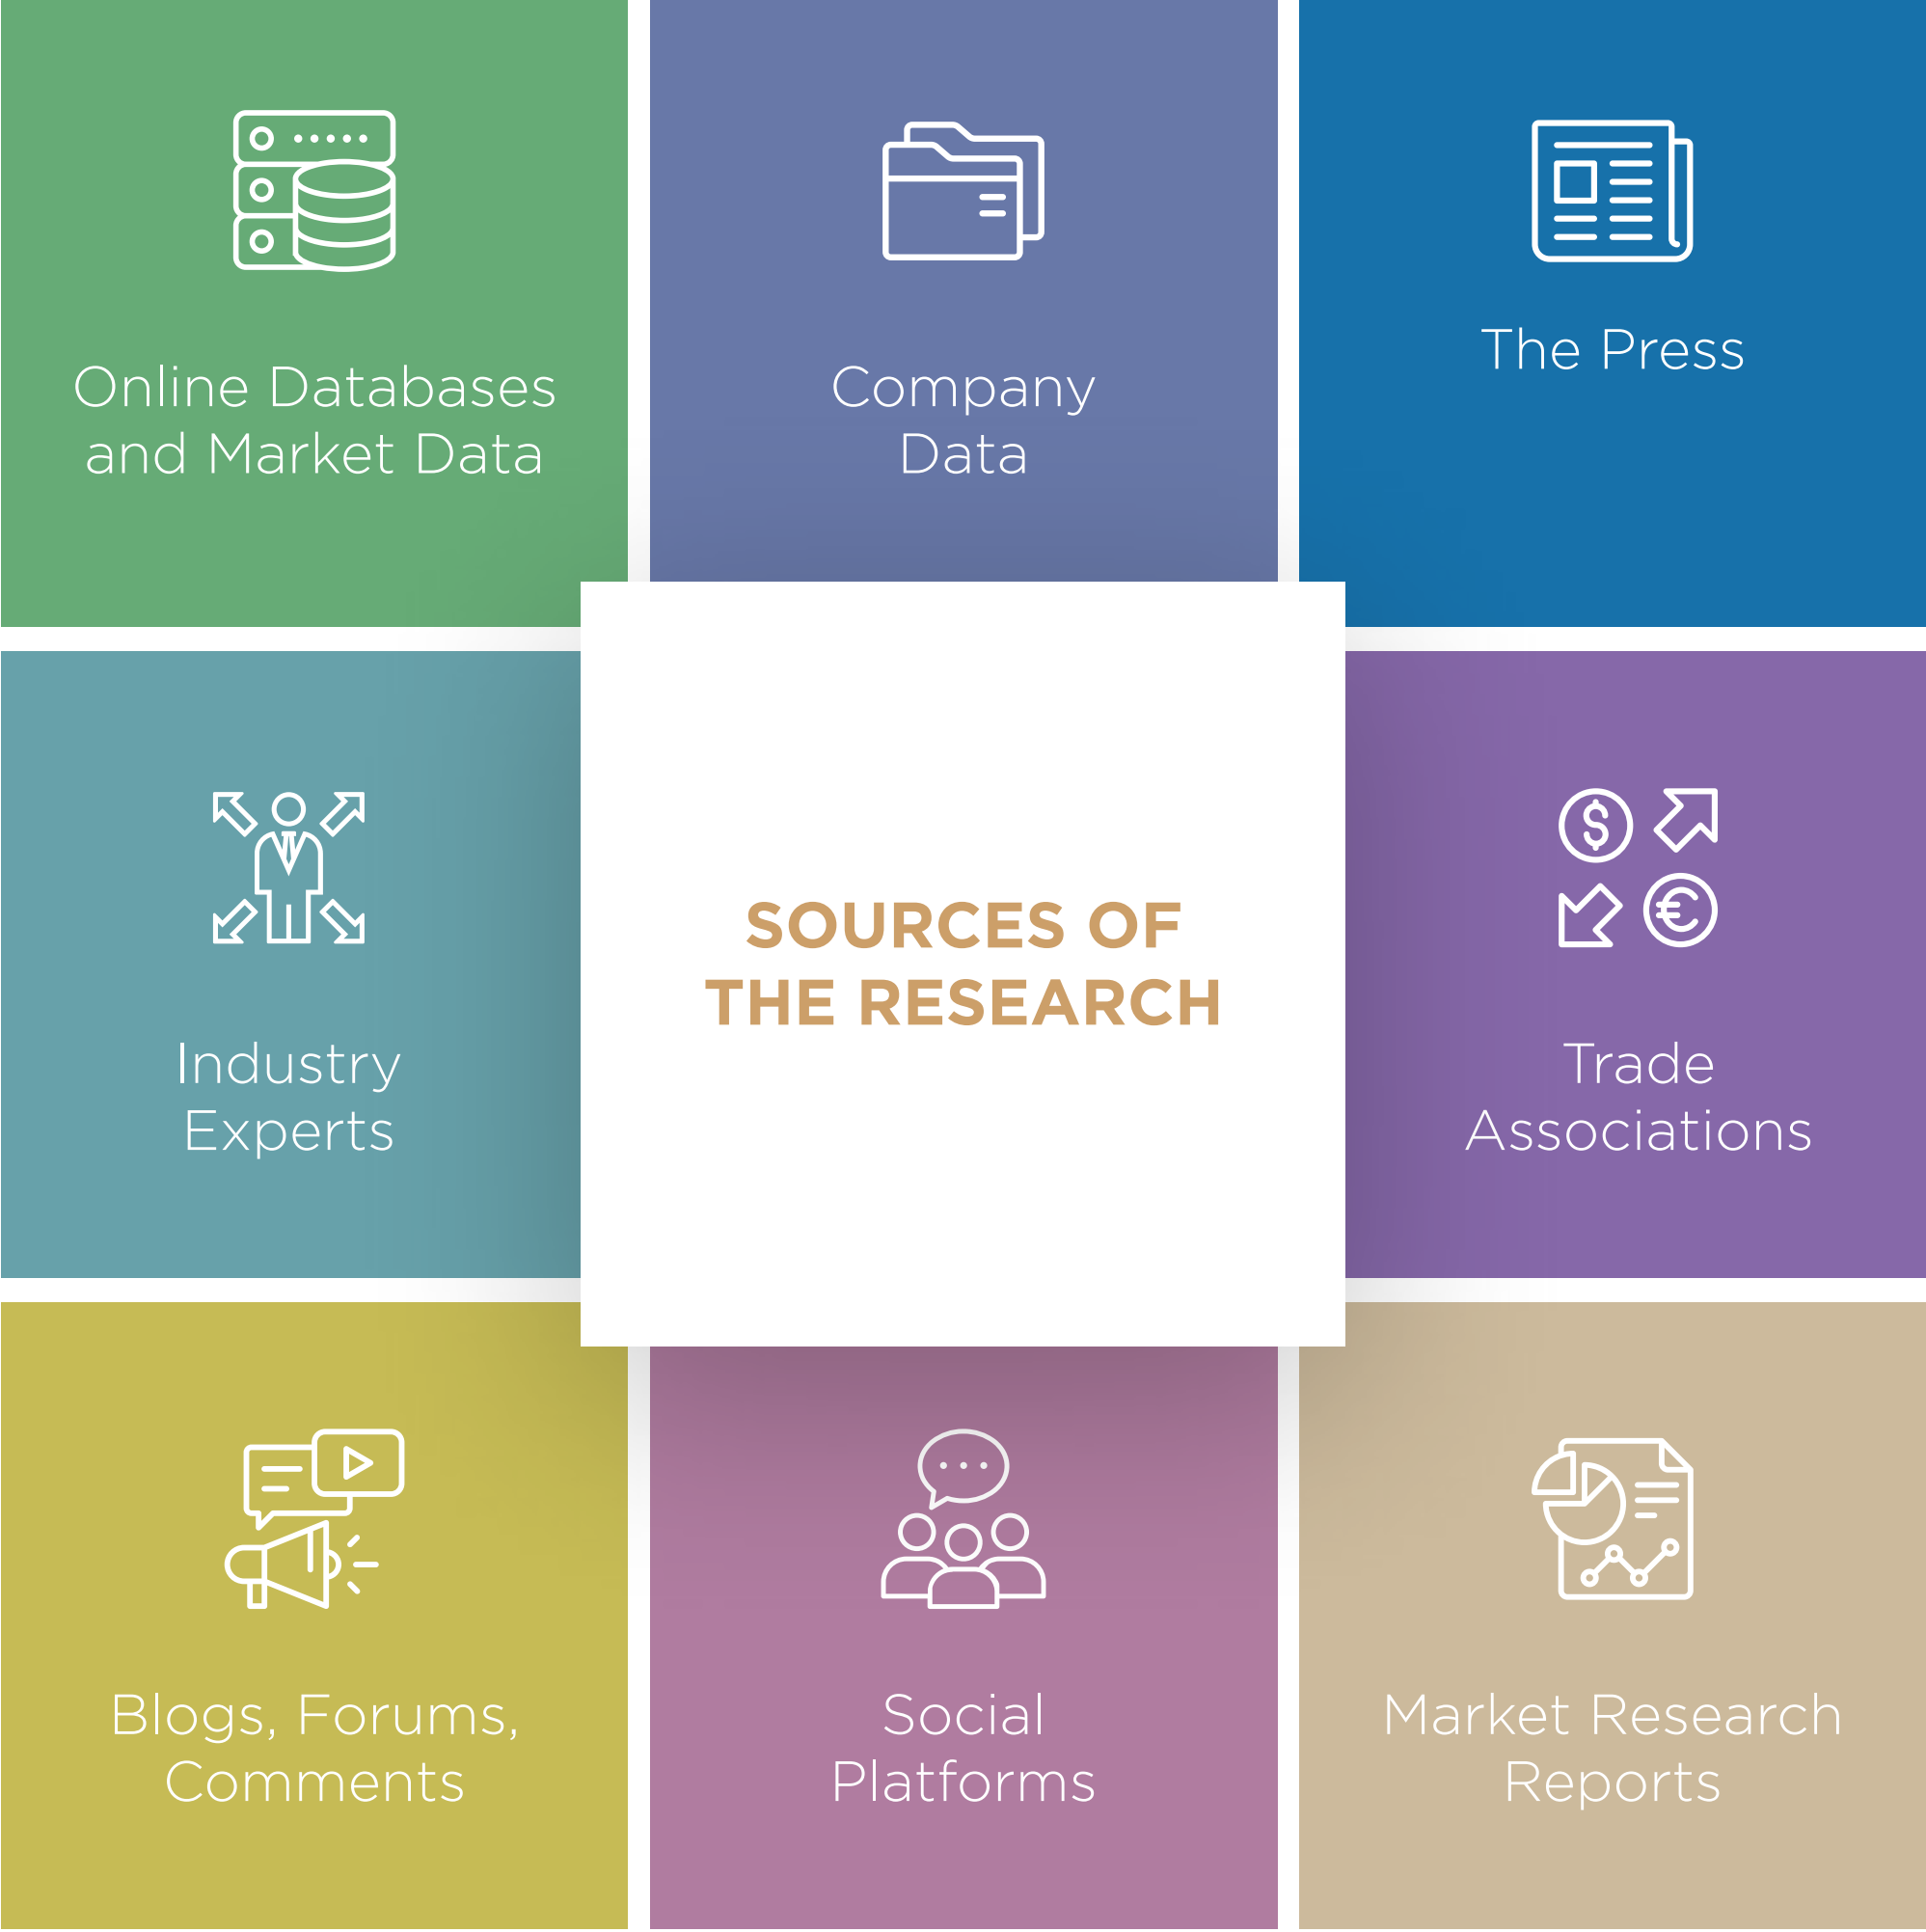 Online Databases
and Market Data
Company
Data
The Press
Industry
Experts
SOURCES OF
THE RESEARCH
Trade
Associations
Blogs, Forums,
Comments
Social
Platforms
Market Research
Reports